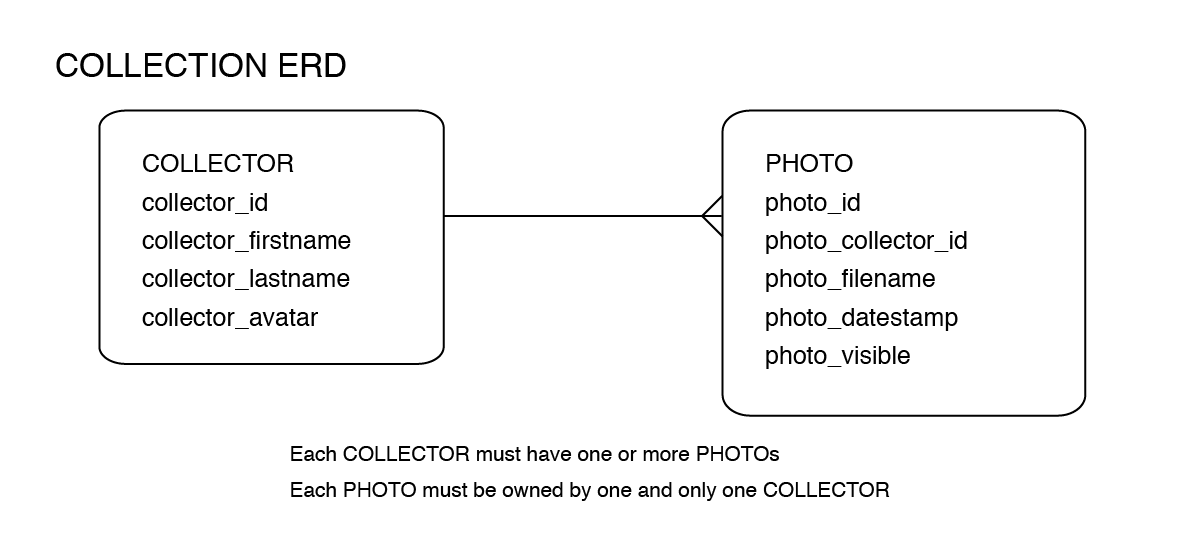 COLLECTION ERD
COLLECTOR
collector_id
collector_firstname
collector_lastname
collector_avatar
PHOTO
photo_id
photo_collector_id
photo_filename
photo_datestamp
photo_visible
Each COLLECTOR must have one or more PHOTOs
Each PHOTO must be owned by one and only one COLLECTOR